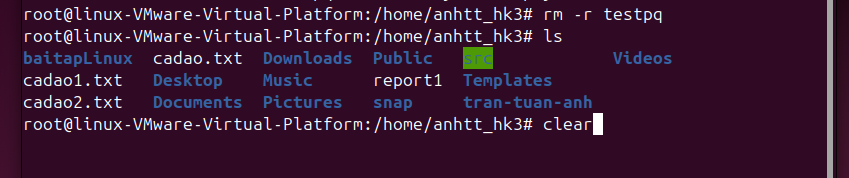 root@linux-VMware-Virtual-Platform:/home/anhtt_hk3# rm -r testpq
root@linux-VMware-Virtual-Platform:/home/anhtt_hk3# ls
baitapLinux  cadao.txt  Downloads  Public   src        Videos
cadao1.txt  Desktop  Music  report1  Templates
cadao2.txt  Documents  Pictures  snap  tran-tuan-anh
root@linux-VMware-Virtual-Platform:/home/anhtt_hk3# clear